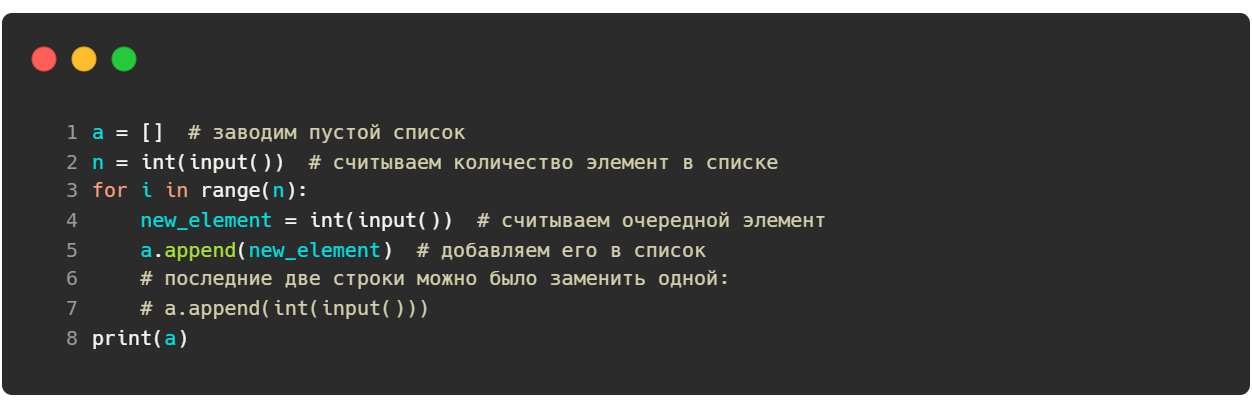 1 a = []  # заводим пустой список
2 n = int(input())  # считываем количество элемент в списке
3 for i in range(n):
4     new_element = int(input())  # считываем очередной элемент
5     a.append(new_element)  # добавляем его в список
6     # последние две строки можно было заменить одной:
7     # a.append(int(input()))
8 print(a)